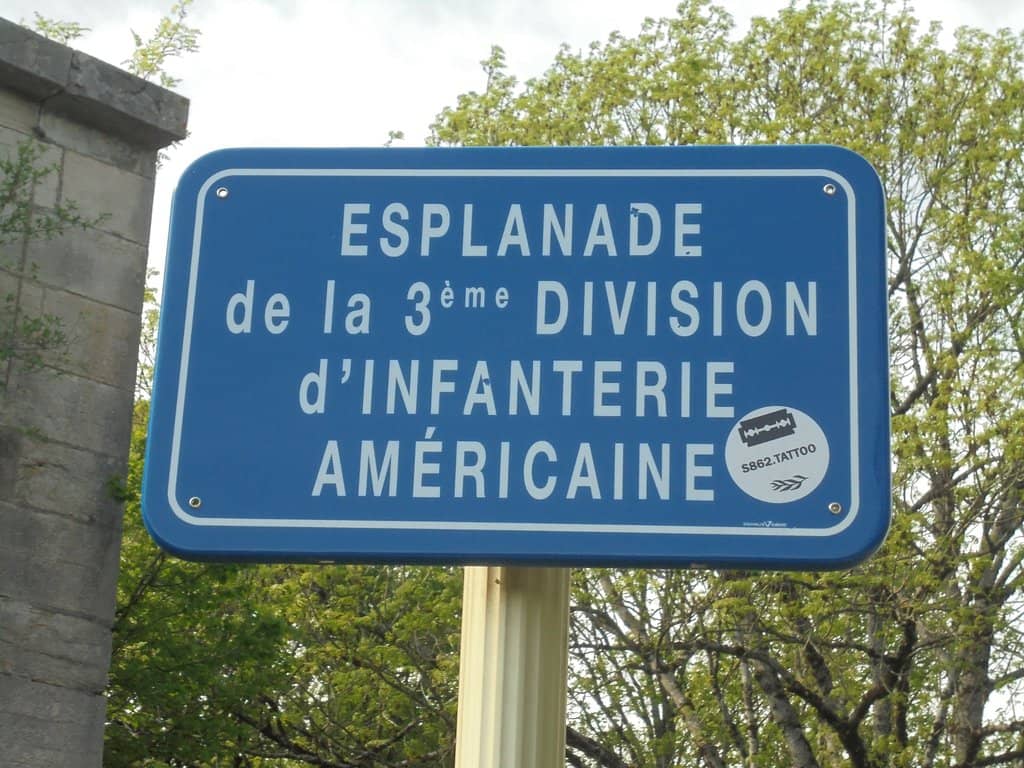 ESPLANADE
de la 3ème DIVISION
d'INFANTERIE
AMÉRICAINE
S862.TATTOO